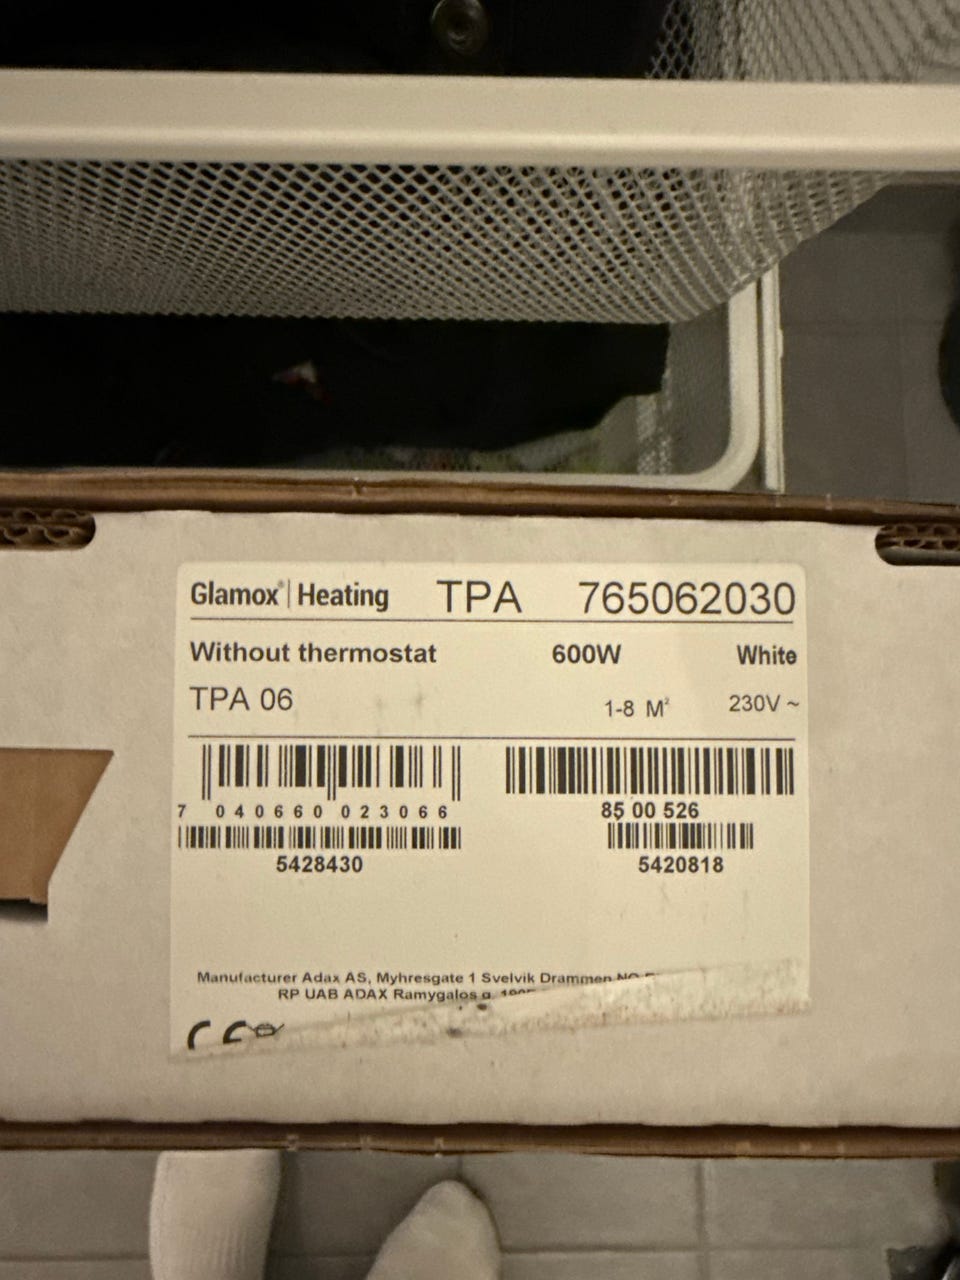 Glamox® Heating TPA 765062030
Without thermostat 600W White
TPA 06 1-8 M² 230V ~
7 040660 023066
85 00 526
5428430
5420818
Manufacturer Adax AS, Myhresgate 1 Svelvik Drammen
RP UAB ADAX Ramygalos g.
CE